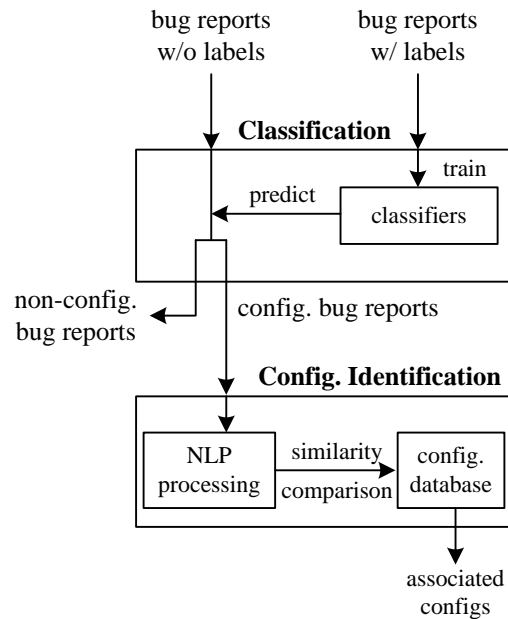 bug reports
w/o labels
bug reports
w/ labels
Classification
train
predict
classifiers
non-config.
bug reports
config. bug reports
Config. Identification
NLP
processing
similarity
comparison
config.
database
associated
configs